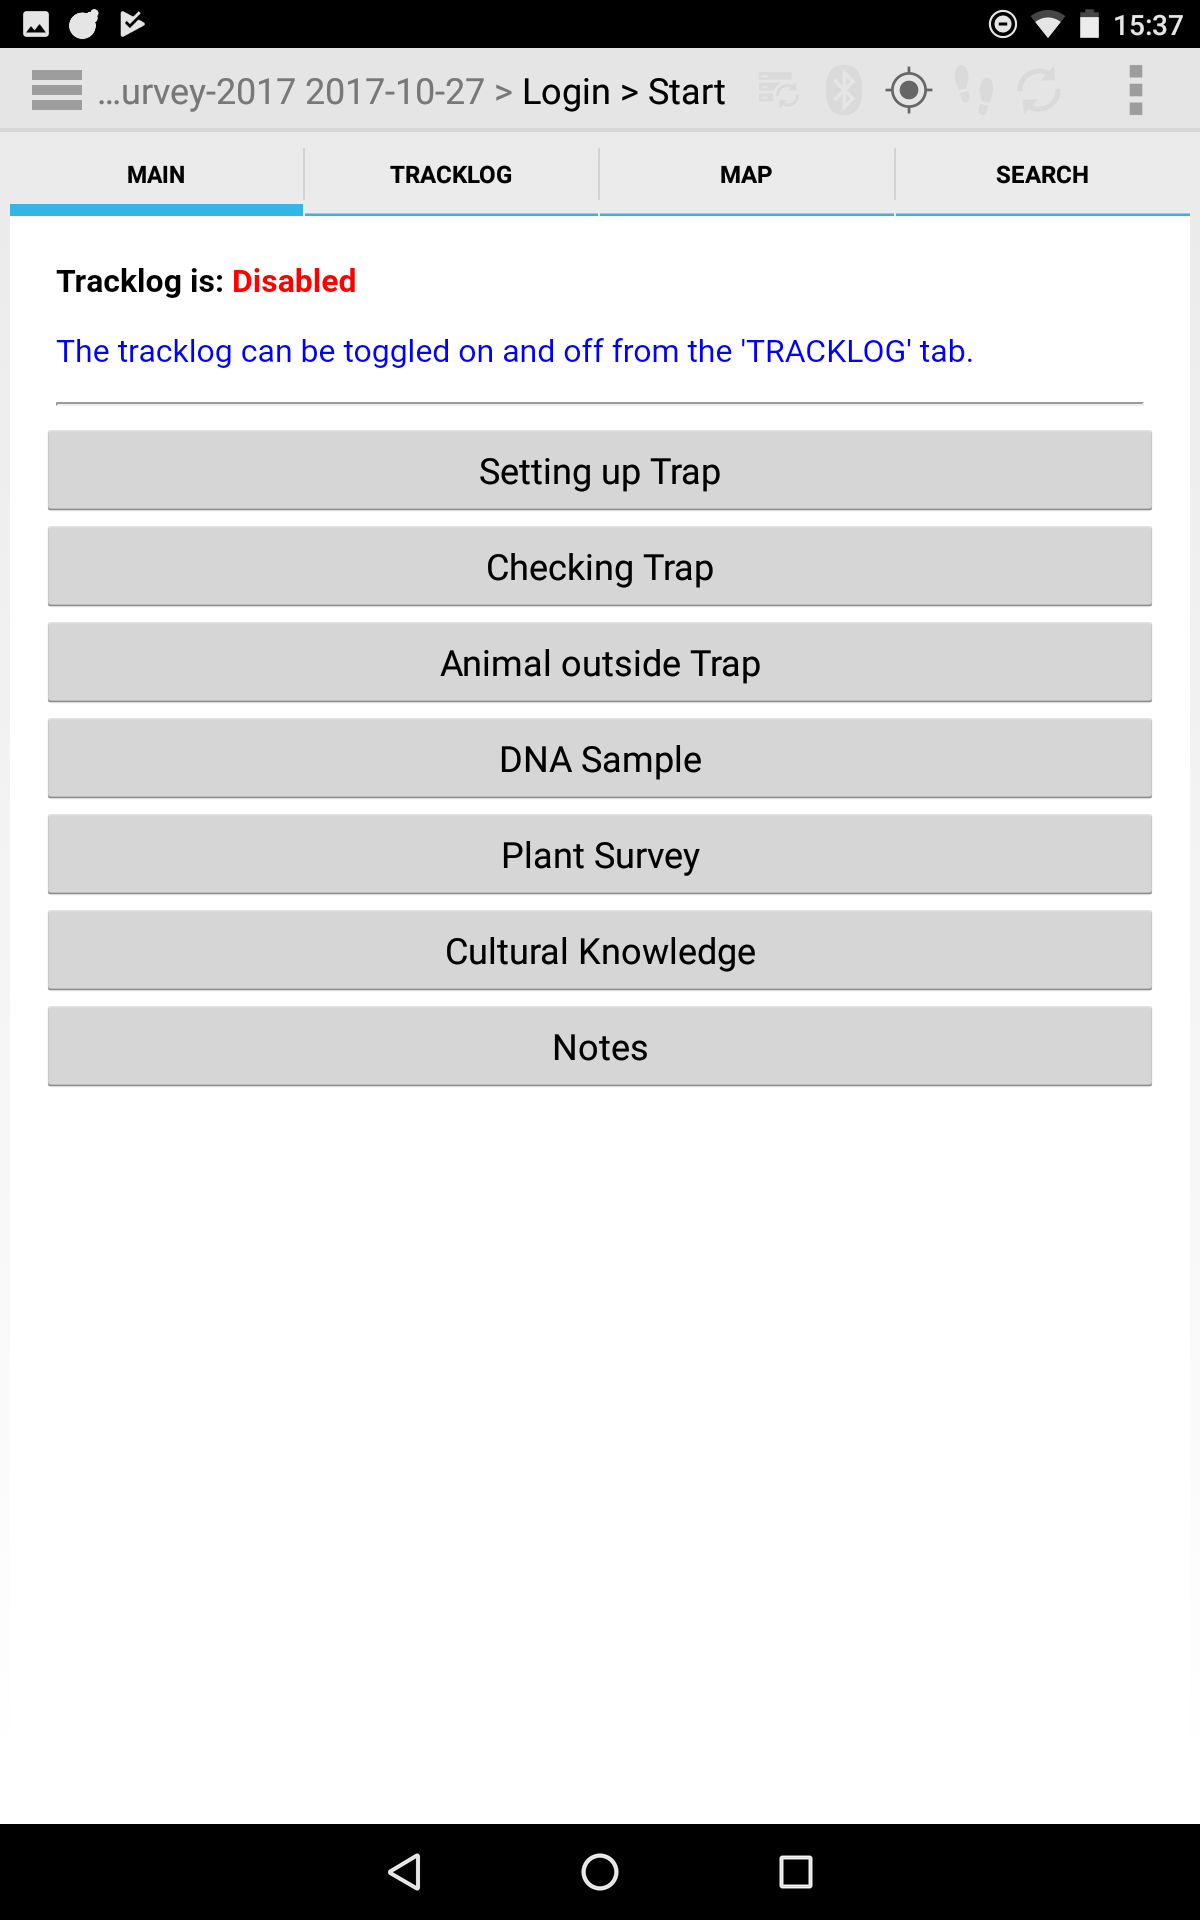 15:37
...urvey-2017 2017-10-27 > Login > Start
MAIN
TRACKLOG
MAP
SEARCH
Tracklog is: Disabled
The tracklog can be toggled on and off from the 'TRACKLOG' tab.
Setting up Trap
Checking Trap
Animal outside Trap
DNA Sample
Plant Survey
Cultural Knowledge
Notes